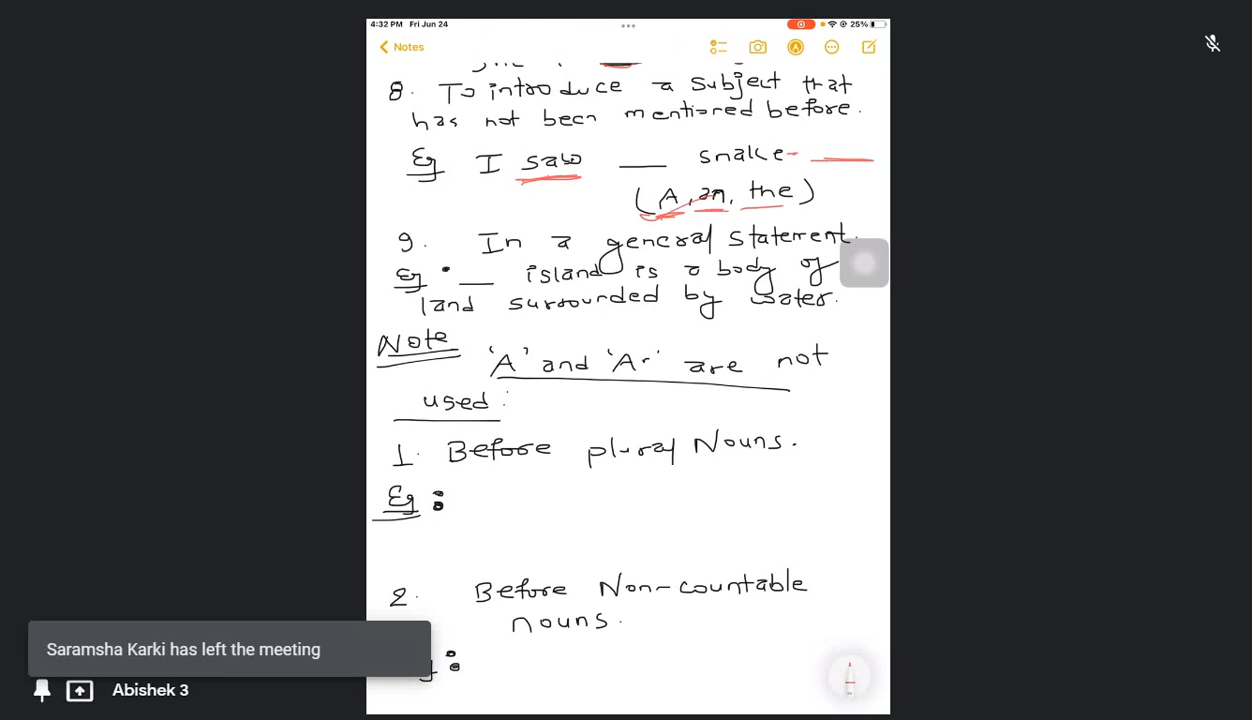 4:32 PM Fri Jun 24
25%
Notes
8. To introduce a subject that
has not been mentioned before.
Eg I saw ___ snake- ___
(A, an, the)
9. In a general statement.
Eg • ___ island is a body of
land surrounded by water.
Note 'A' and 'An' are not
used:
1. Before plural Nouns.
Eg :
2. Before Non-countable
nouns.
:
Saramsha Karki has left the meeting
Abishek 3